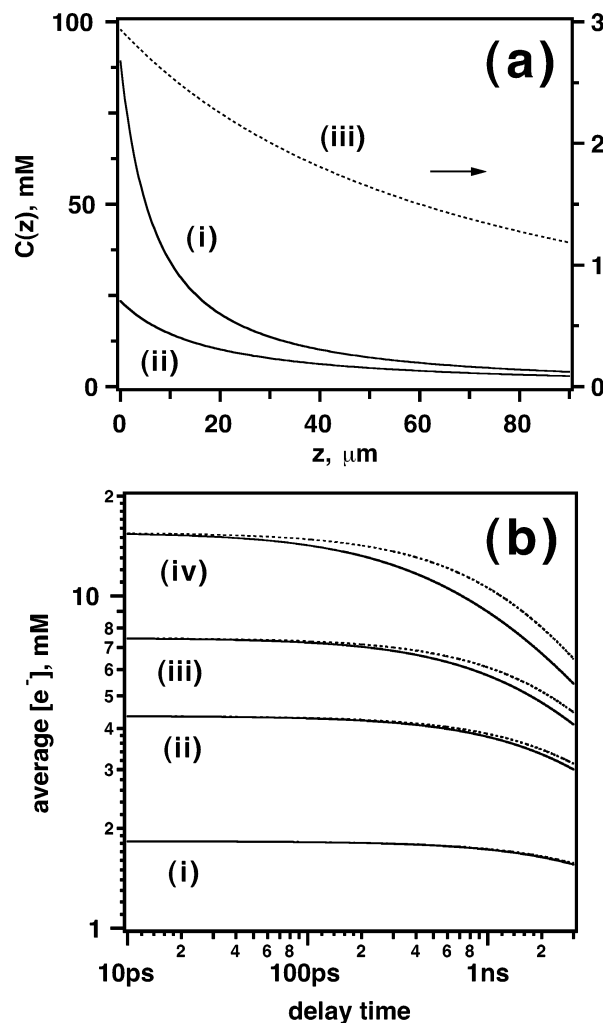 100
3
(a)
(iii)
2
C(z), mM
50
(i)
1
(ii)
0
0
0
20
40
60
80
z, μm
2
(b)
(iv)
10
8
7
6
5
4
3
2
1
average [e⁻], mM
(iii)
(ii)
(i)
2
4
6
8
2
4
6
8
2
10ps
100ps
1ns
delay time